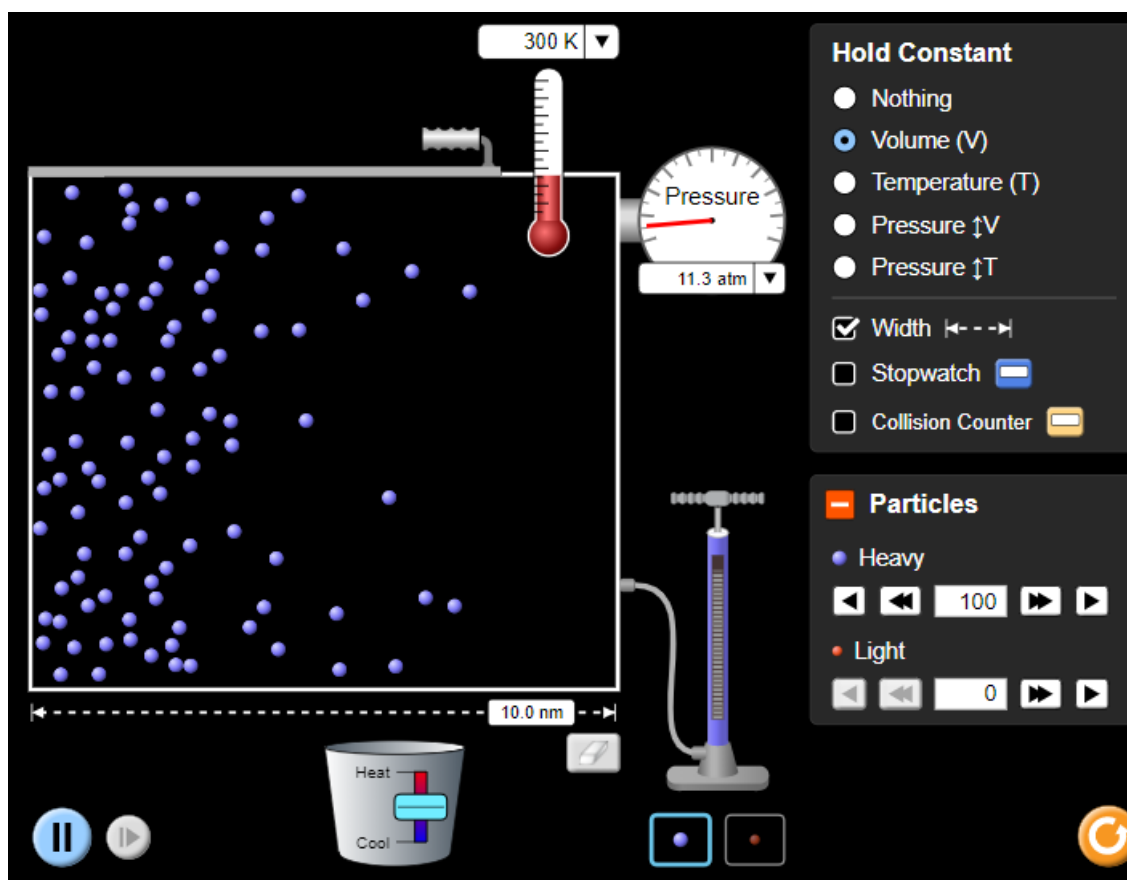 300 K
Pressure
11.3 atm
10.0 nm
Heat
Cool
Hold Constant
Nothing
Volume (V)
Temperature (T)
Pressure ↕V
Pressure ↕T
Width
Stopwatch
Collision Counter
Particles
Heavy
100
Light
0